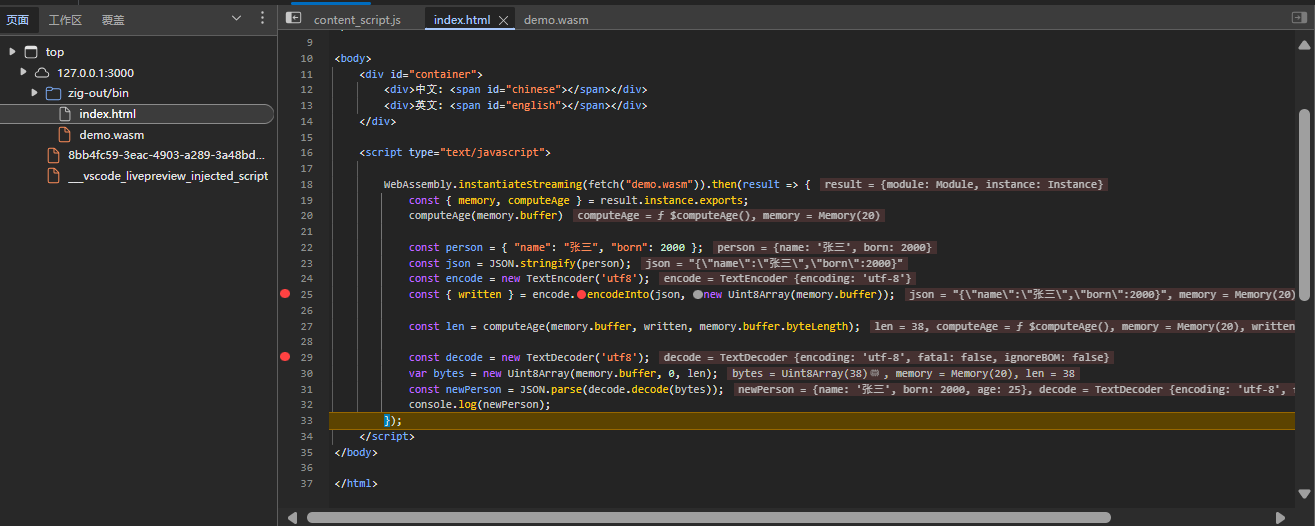 页面 工作区 覆盖
content_script.js index.html demo.wasm
top
127.0.0.1:3000
zig-out/bin
index.html
demo.wasm
8bb4fc59-3eac-4903-a289-3a48bd...
___vscode_livepreview_injected_script
9
10 <body>
11 <div id="container">
12 <div>中文: <span id="chinese"></span></div>
13 <div>英文: <span id="english"></span></div>
14 </div>
15
16 <script type="text/javascript">
17
18 WebAssembly.instantiateStreaming(fetch("demo.wasm")).then(result => { result = {module: Module, instance: Instance}
19 const { memory, computeAge } = result.instance.exports;
20 computeAge(memory.buffer) computeAge = ƒ $computeAge(), memory = Memory(20)
21
22 const person = { "name": "张三", "born": 2000 }; person = {name: '张三', born: 2000}
23 const json = JSON.stringify(person); json = "{\"name\":\"张三\",\"born\":2000}"
24 const encode = new TextEncoder('utf8'); encode = TextEncoder {encoding: 'utf-8'}
25 const { written } = encode.encodeInto(json, new Uint8Array(memory.buffer)); json = "{\"name\":\"张三\",\"born\":2000}", memory = Memory(20)
26
27 const len = computeAge(memory.buffer, written, memory.buffer.byteLength); len = 38, computeAge = ƒ $computeAge(), memory = Memory(20), written
28
29 const decode = new TextDecoder('utf8'); decode = TextDecoder {encoding: 'utf-8', fatal: false, ignoreBOM: false}
30 var bytes = new Uint8Array(memory.buffer, 0, len); bytes = Uint8Array(38) , memory = Memory(20), len = 38
31 const newPerson = JSON.parse(decode.decode(bytes)); newPerson = {name: '张三', born: 2000, age: 25}, decode = TextDecoder {encoding: 'utf-8',
32 console.log(newPerson);
33 });
34 </script>
35 </body>
36
37 </html>